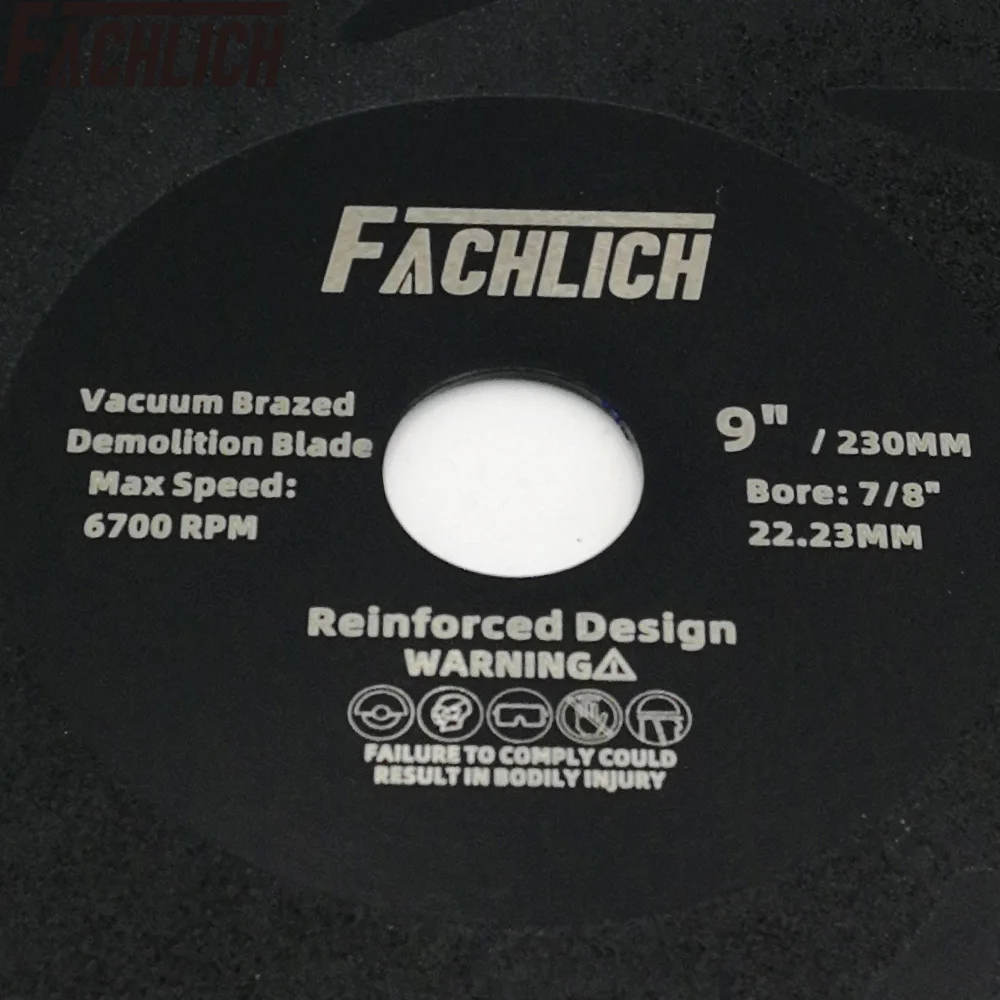 FACHLICH
FACHLICH
Vacuum Brazed
Demolition Blade
Max Speed:
6700 RPM
9" / 230MM
Bore: 7/8"
22.23MM
Reinforced Design
WARNING
FAILURE TO COMPLY COULD
RESULT IN BODILY INJURY